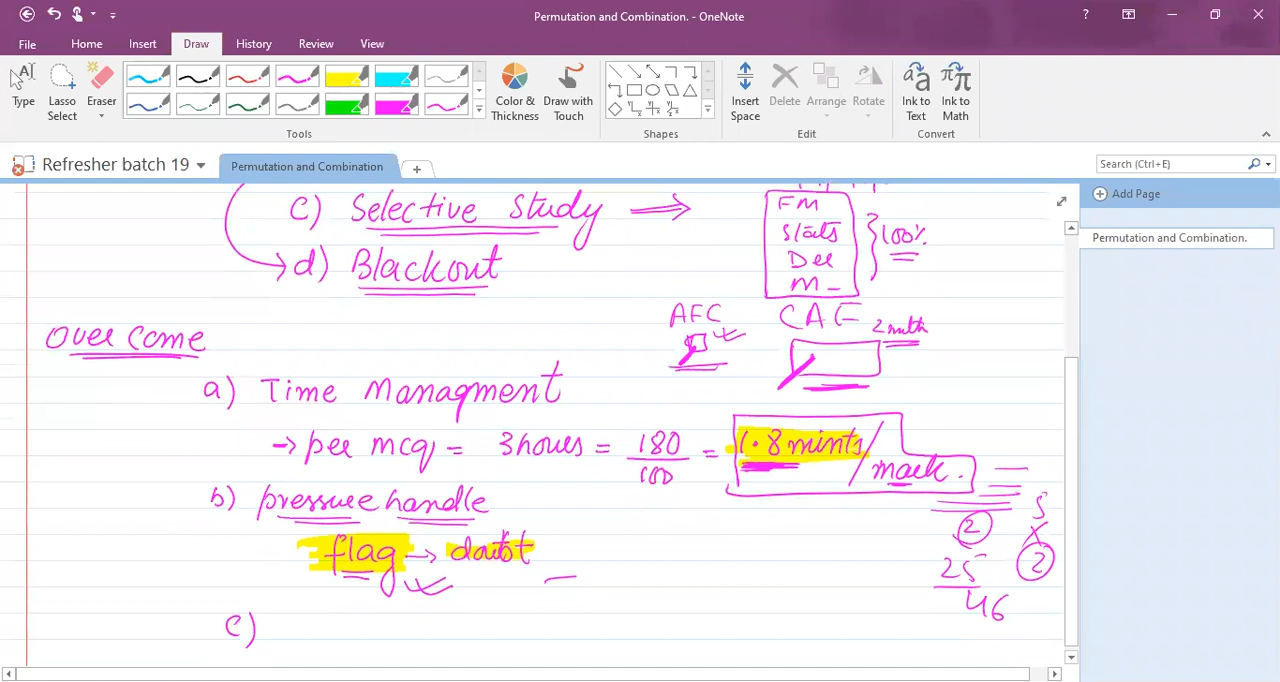 Permutation and Combination. - OneNote
File Home Insert Draw History Review View
Type
Lasso Select
Eraser
Color & Thickness
Draw with Touch
Insert Space
Delete
Arrange
Rotate
Ink to Text
Ink to Math
Tools
Shapes
Edit
Convert
Refresher batch 19
Permutation and Combination
Search (Ctrl+E)
Add Page
Permutation and Combination.
c) Selective Study
FM
Stats
Dee
M
100%
d) Blackout
AFC
CAF
2 mnth
Over Come
a) Time Managment
→ per mcq = 3 hours = 180/100 = 1.8 mints/mark.
b) pressure handle
flag → doubt
5
×
2
2
25
46
c)